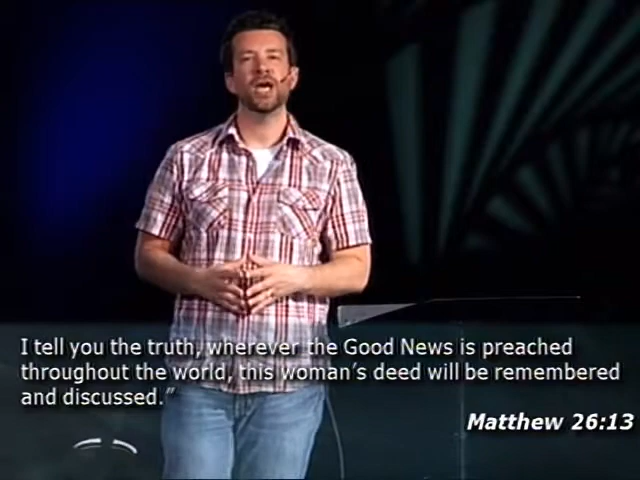 I tell you the truth, wherever the Good News is preached
throughout the world, this woman's deed will be remembered
and discussed.”
Matthew 26:13